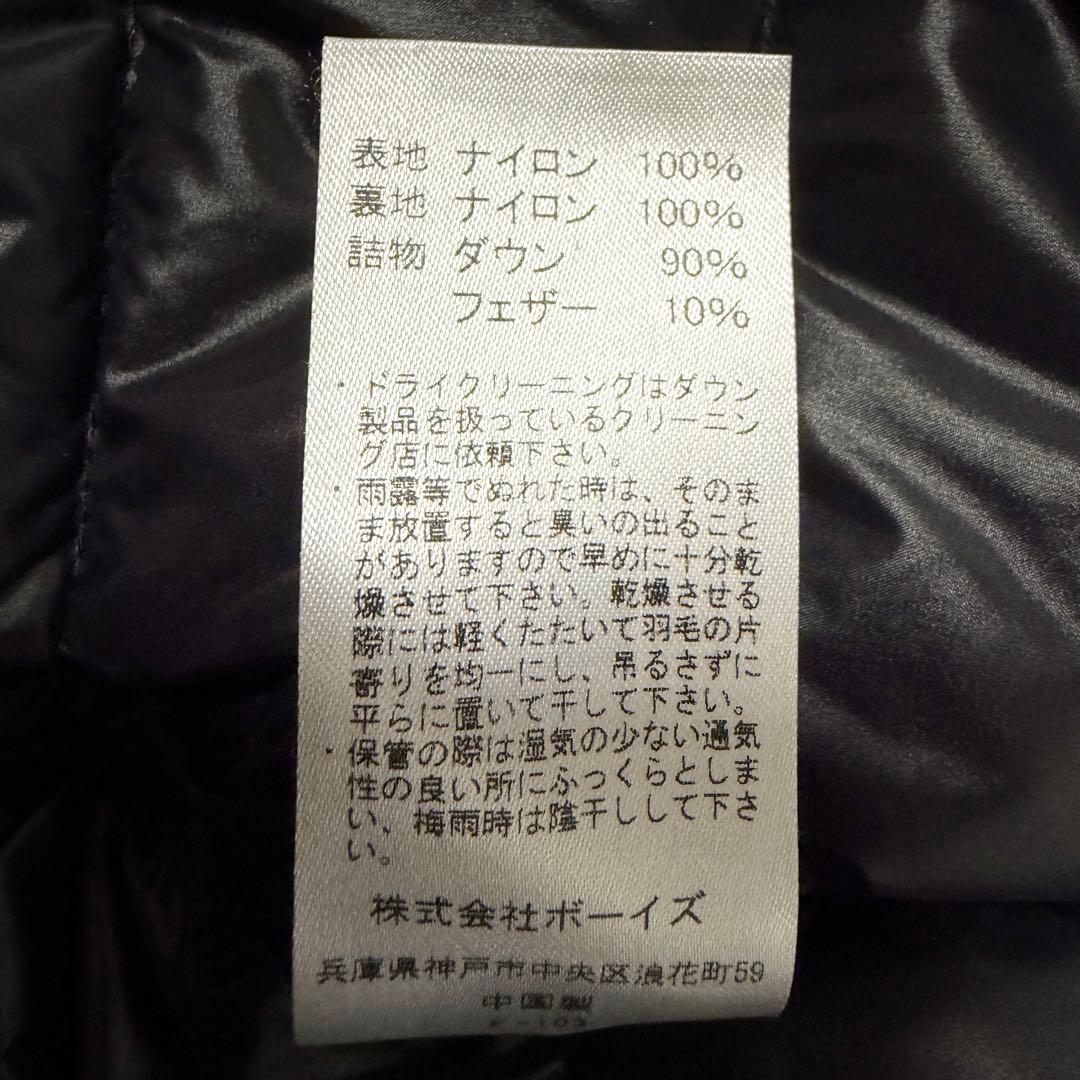 表地 ナイロン 100%
裏地 ナイロン 100%
詰物 ダウン 90%
フェザー 10%
・ドライクリーニングはダウン
製品を扱っているクリーニン
グ店に依頼下さい。
・雨露等でぬれた時は、そのま
ま放置すると臭いの出ること
がありますので早めに十分乾
燥させて下さい。乾燥させる
際には軽くたたいて羽毛の片
寄りを均一にし、吊るさずに
平らに置いて干して下さい。
・保管の際は湿気の少ない通気
性の良い所にふっくらとしま
い、梅雨時は陰干しして下さ
い。
株式会社ボーイズ
兵庫県神戸市中央区浪花町59
中国製